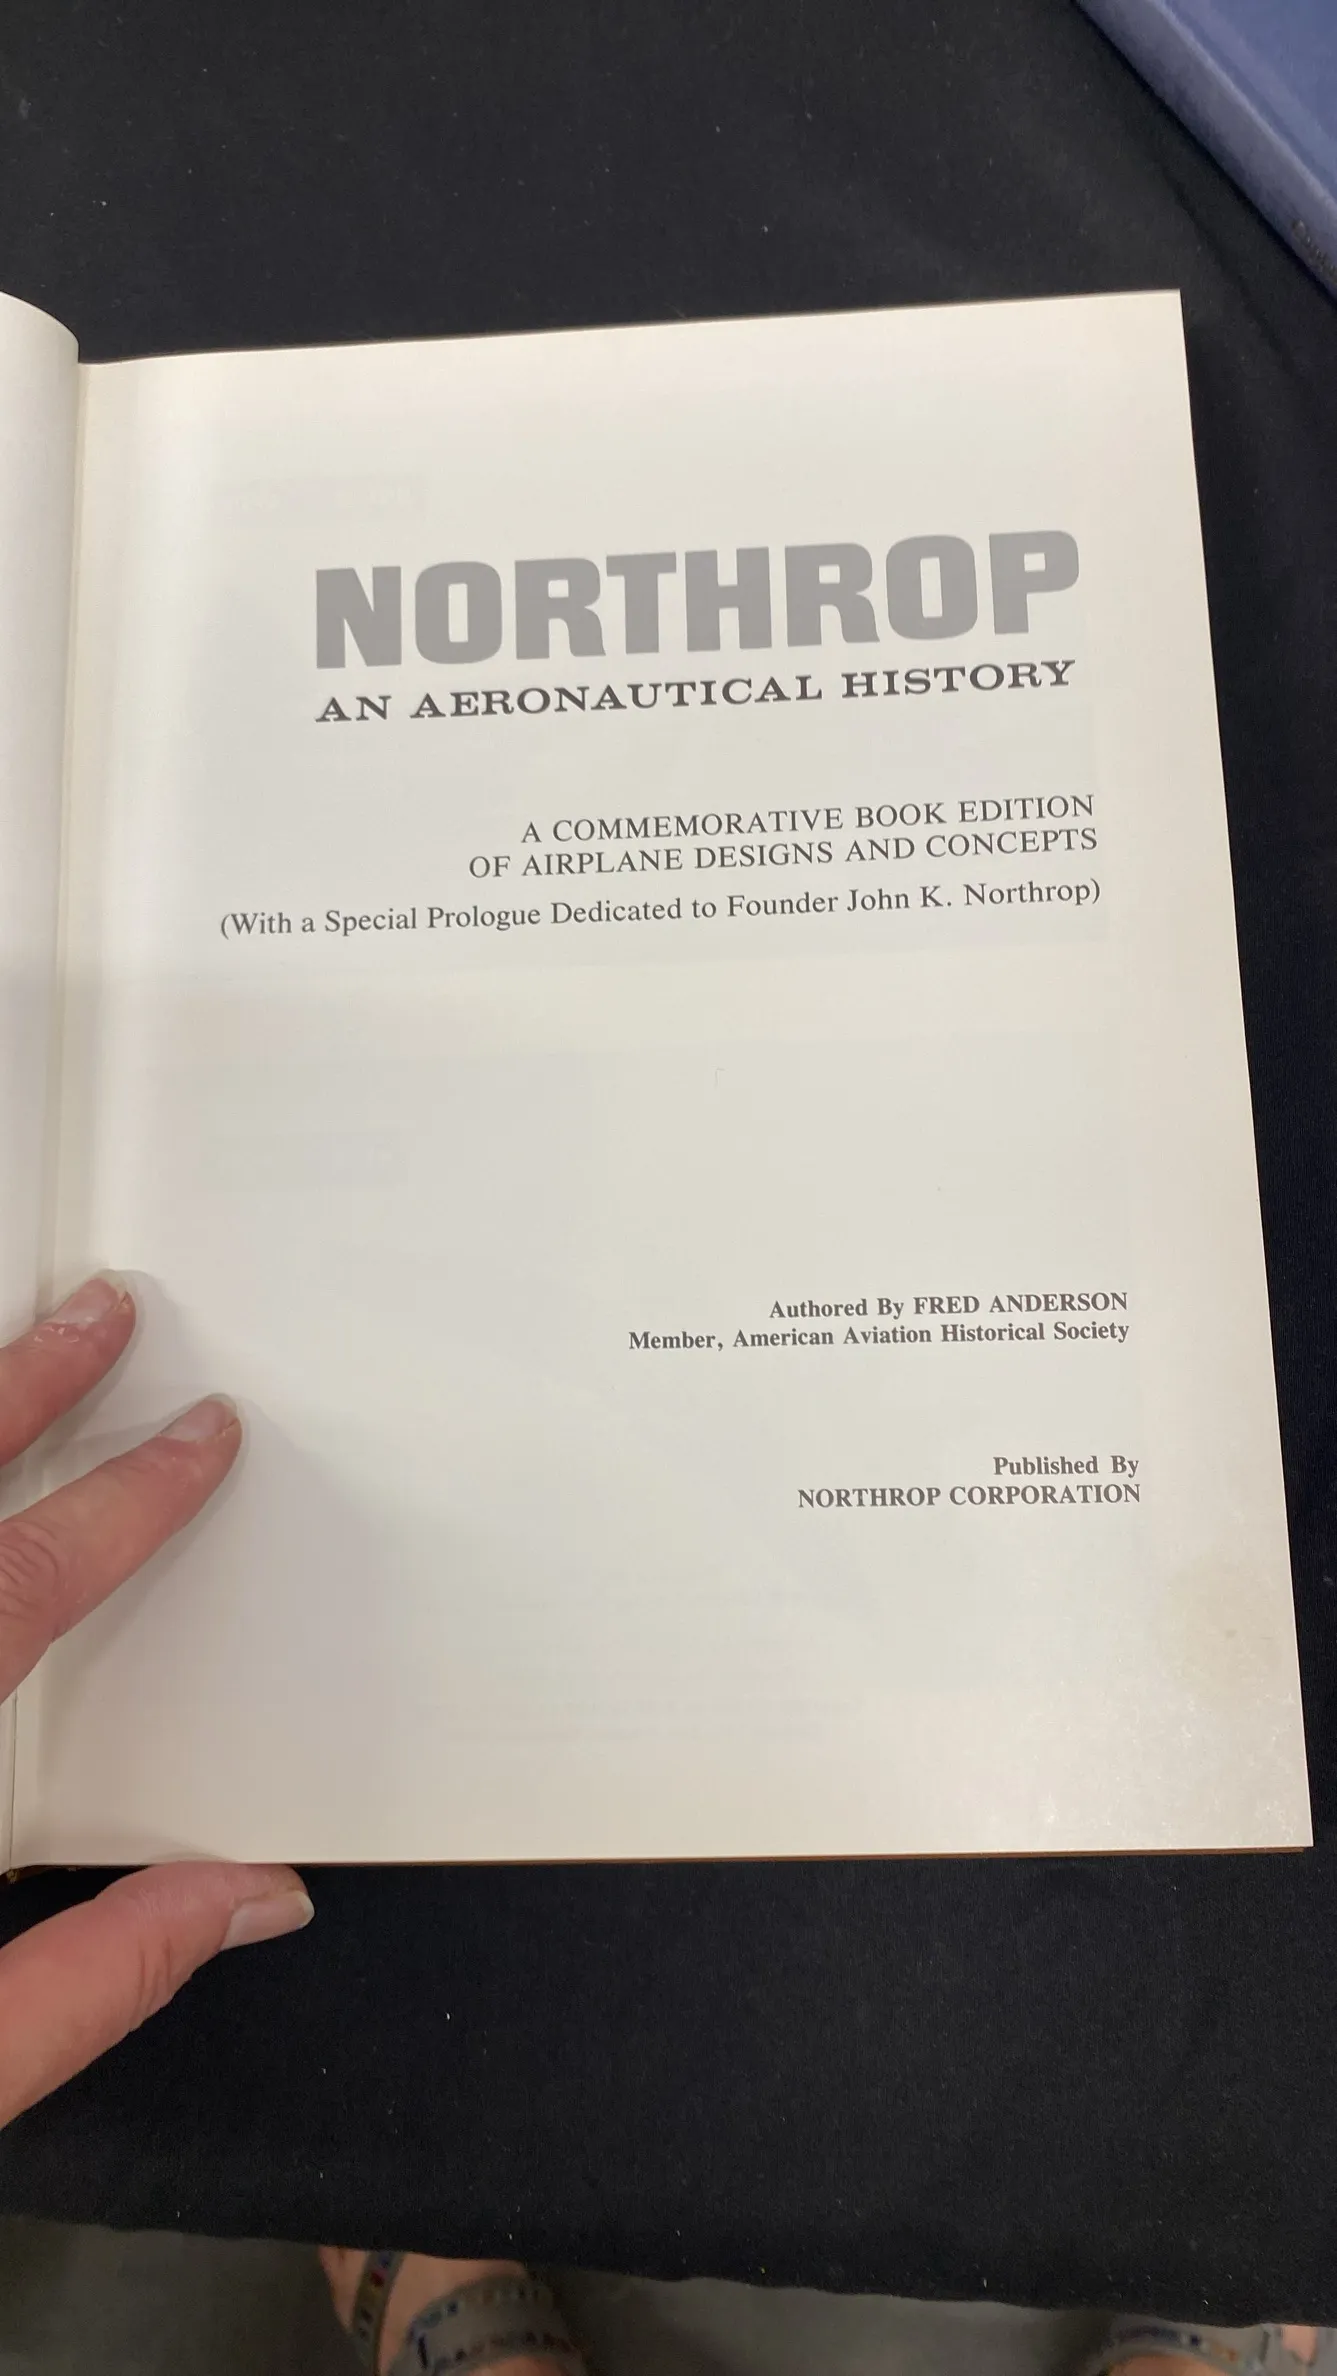 NORTHROP
AN AERONAUTICAL HISTORY
A COMMEMORATIVE BOOK EDITION
OF AIRPLANE DESIGNS AND CONCEPTS
(With a Special Prologue Dedicated to Founder John K. Northrop)
Authored By FRED ANDERSON
Member, American Aviation Historical Society
Published By
NORTHROP CORPORATION